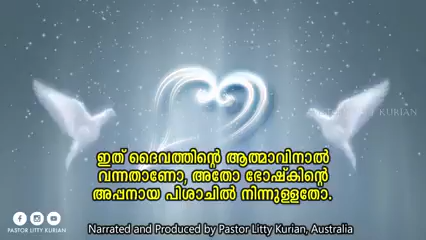 KURIAN
ഇത് ദൈവത്തിന്റെ ആത്മാവിനാൽ
വന്നതാണോ, അതോ ഭോഷ്കിന്റെ
അപ്പനായ പിശാചിൽ നിന്നുള്ളതോ.
PASTOR LITTY KURIAN
Narrated and Produced by Pastor Litty Kurian, Australia